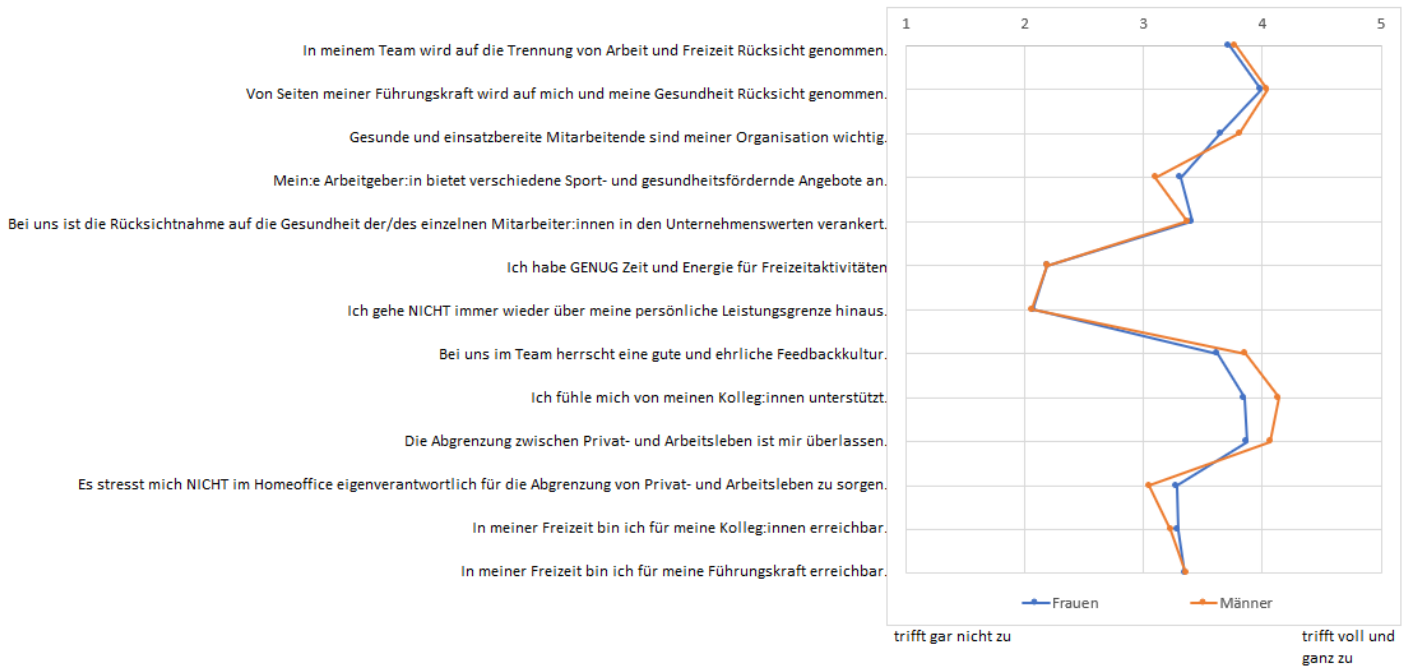 1 2 3 4 5
In meinem Team wird auf die Trennung von Arbeit und Freizeit Rücksicht genommen.
Von Seiten meiner Führungskraft wird auf mich und meine Gesundheit Rücksicht genommen.
Gesunde und einsatzbereite Mitarbeitende sind meiner Organisation wichtig.
Mein:e Arbeitgeber:in bietet verschiedene Sport- und gesundheitsfördernde Angebote an.
Bei uns ist die Rücksichtnahme auf die Gesundheit der/des einzelnen Mitarbeiter:innen in den Unternehmenswerten verankert.
Ich habe GENUG Zeit und Energie für Freizeitaktivitäten
Ich gehe NICHT immer wieder über meine persönliche Leistungsgrenze hinaus.
Bei uns im Team herrscht eine gute und ehrliche Feedbackkultur.
Ich fühle mich von meinen Kolleg:innen unterstützt.
Die Abgrenzung zwischen Privat- und Arbeitsleben ist mir überlassen.
Es stresst mich NICHT im Homeoffice eigenverantwortlich für die Abgrenzung von Privat- und Arbeitsleben zu sorgen.
In meiner Freizeit bin ich für meine Kolleg:innen erreichbar.
In meiner Freizeit bin ich für meine Führungskraft erreichbar.
Frauen Männer
trifft gar nicht zu
trifft voll und
ganz zu